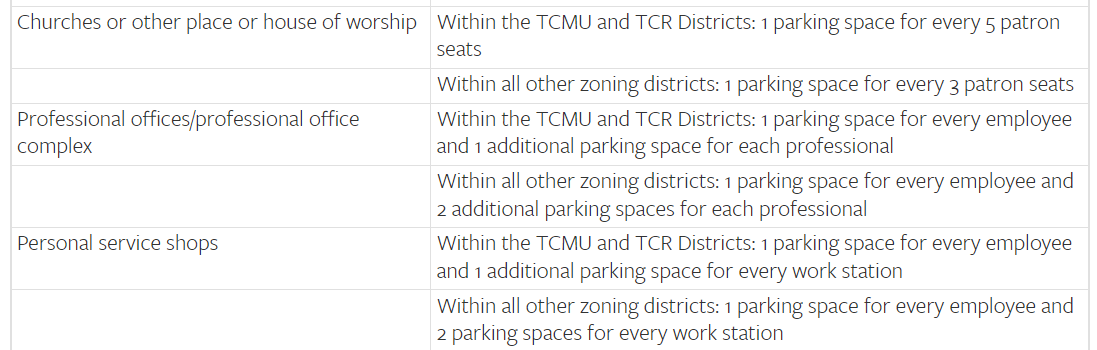 Churches or other place or house of worship
Within the TCMU and TCR Districts: 1 parking space for every 5 patron
seats
Within all other zoning districts: 1 parking space for every 3 patron seats
Professional offices/professional office
complex
Within the TCMU and TCR Districts: 1 parking space for every employee
and 1 additional parking space for each professional
Within all other zoning districts: 1 parking space for every employee and
2 additional parking spaces for each professional
Personal service shops
Within the TCMU and TCR Districts: 1 parking space for every employee
and 1 additional parking space for every work station
Within all other zoning districts: 1 parking space for every employee and
2 parking spaces for every work station